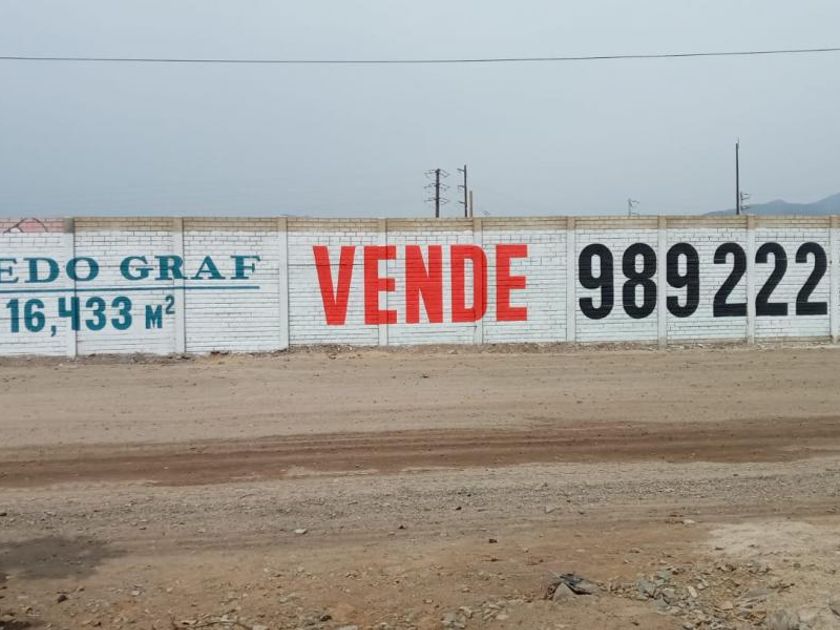 EDO GRAF
16,433 M²
VENDE
989222